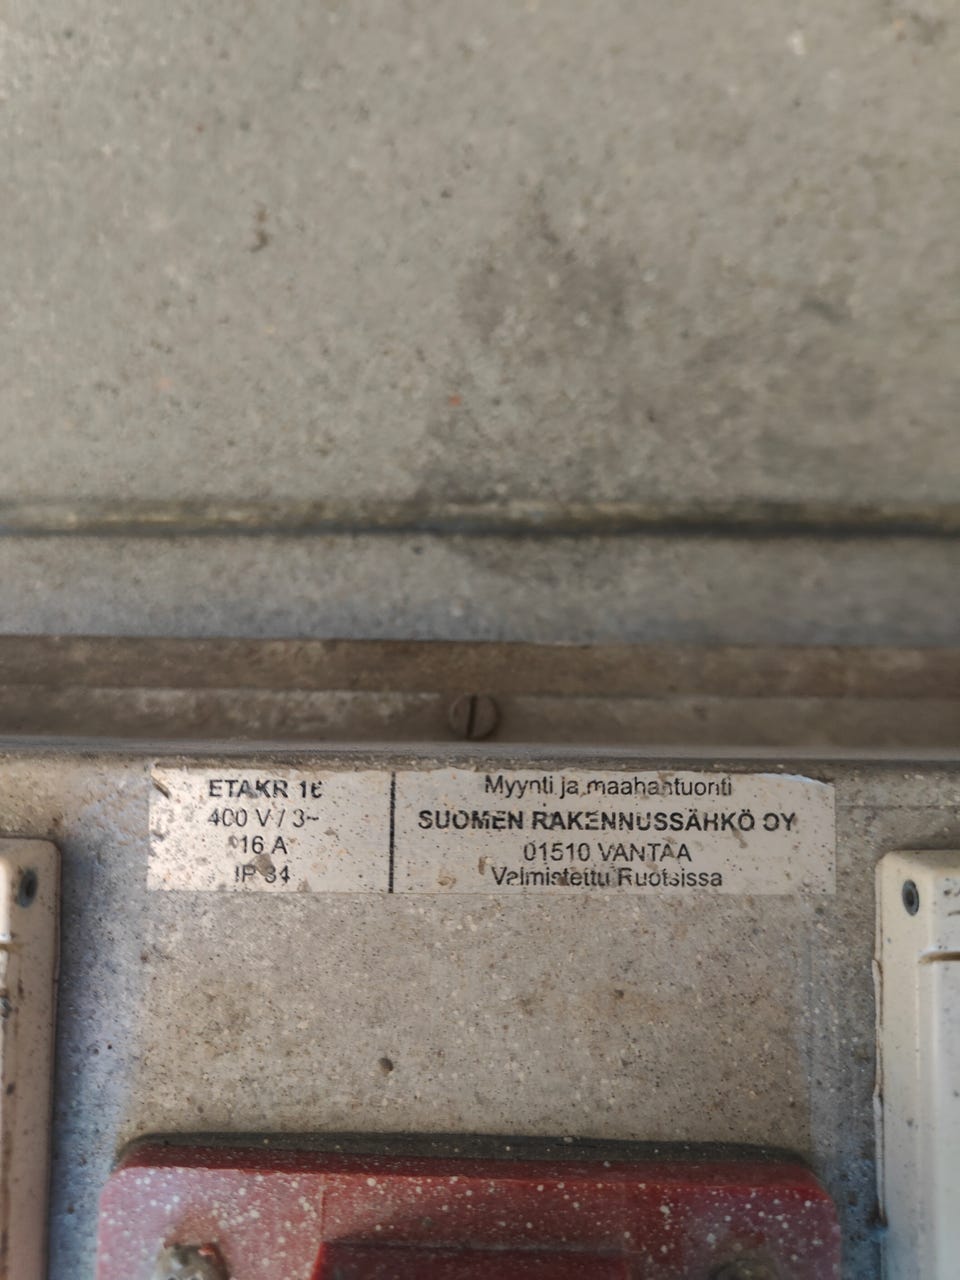 ETAKR 16
400 V / 3~
16 A
IP 34
Myynti ja maahantuonti
SUOMEN RAKENNUSSÄHKÖ OY
01510 VANTAA
Valmistettu Ruotsissa